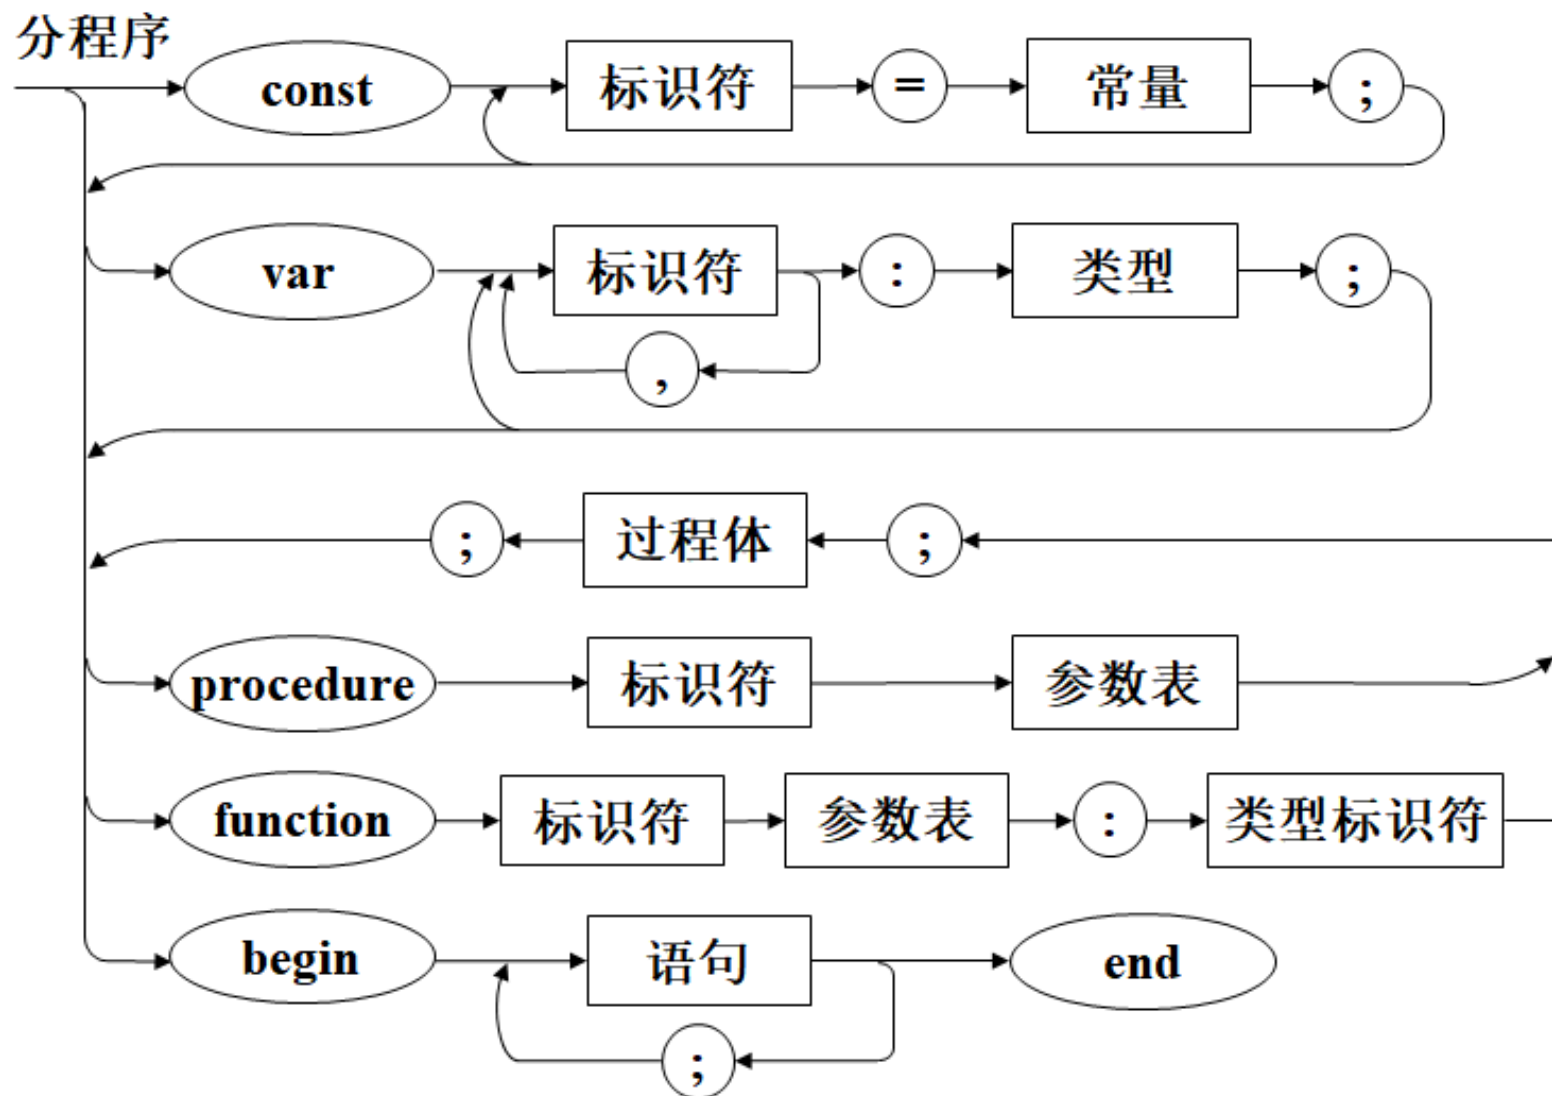 分程序
const 标识符 = 常量 ;
var 标识符 : 类型 ;
,
; 过程体 ;
procedure 标识符 参数表
function 标识符 参数表 : 类型标识符
begin 语句 end
;